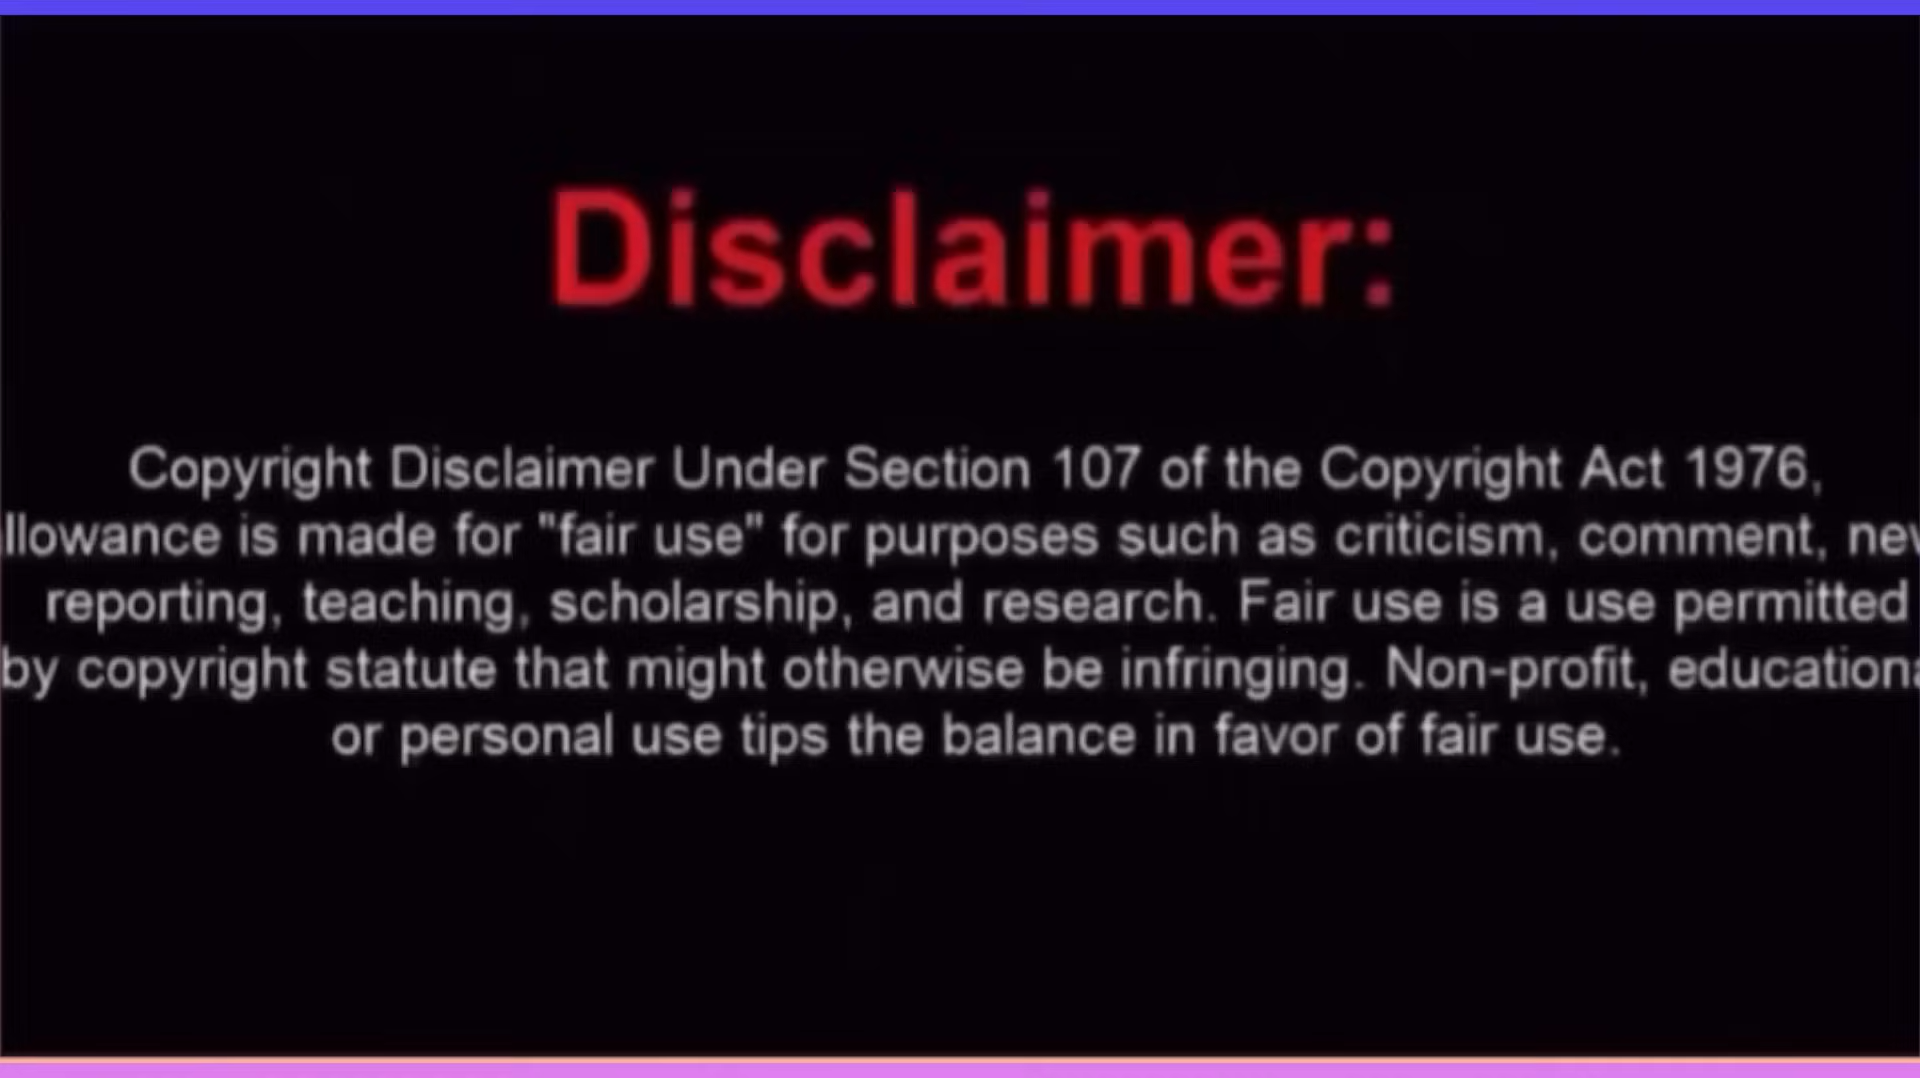 Disclaimer:
Copyright Disclaimer Under Section 107 of the Copyright Act 1976,
llowance is made for "fair use" for purposes such as criticism, comment, nev
reporting, teaching, scholarship, and research. Fair use is a use permitted
by copyright statute that might otherwise be infringing. Non-profit, educationa
or personal use tips the balance in favor of fair use.